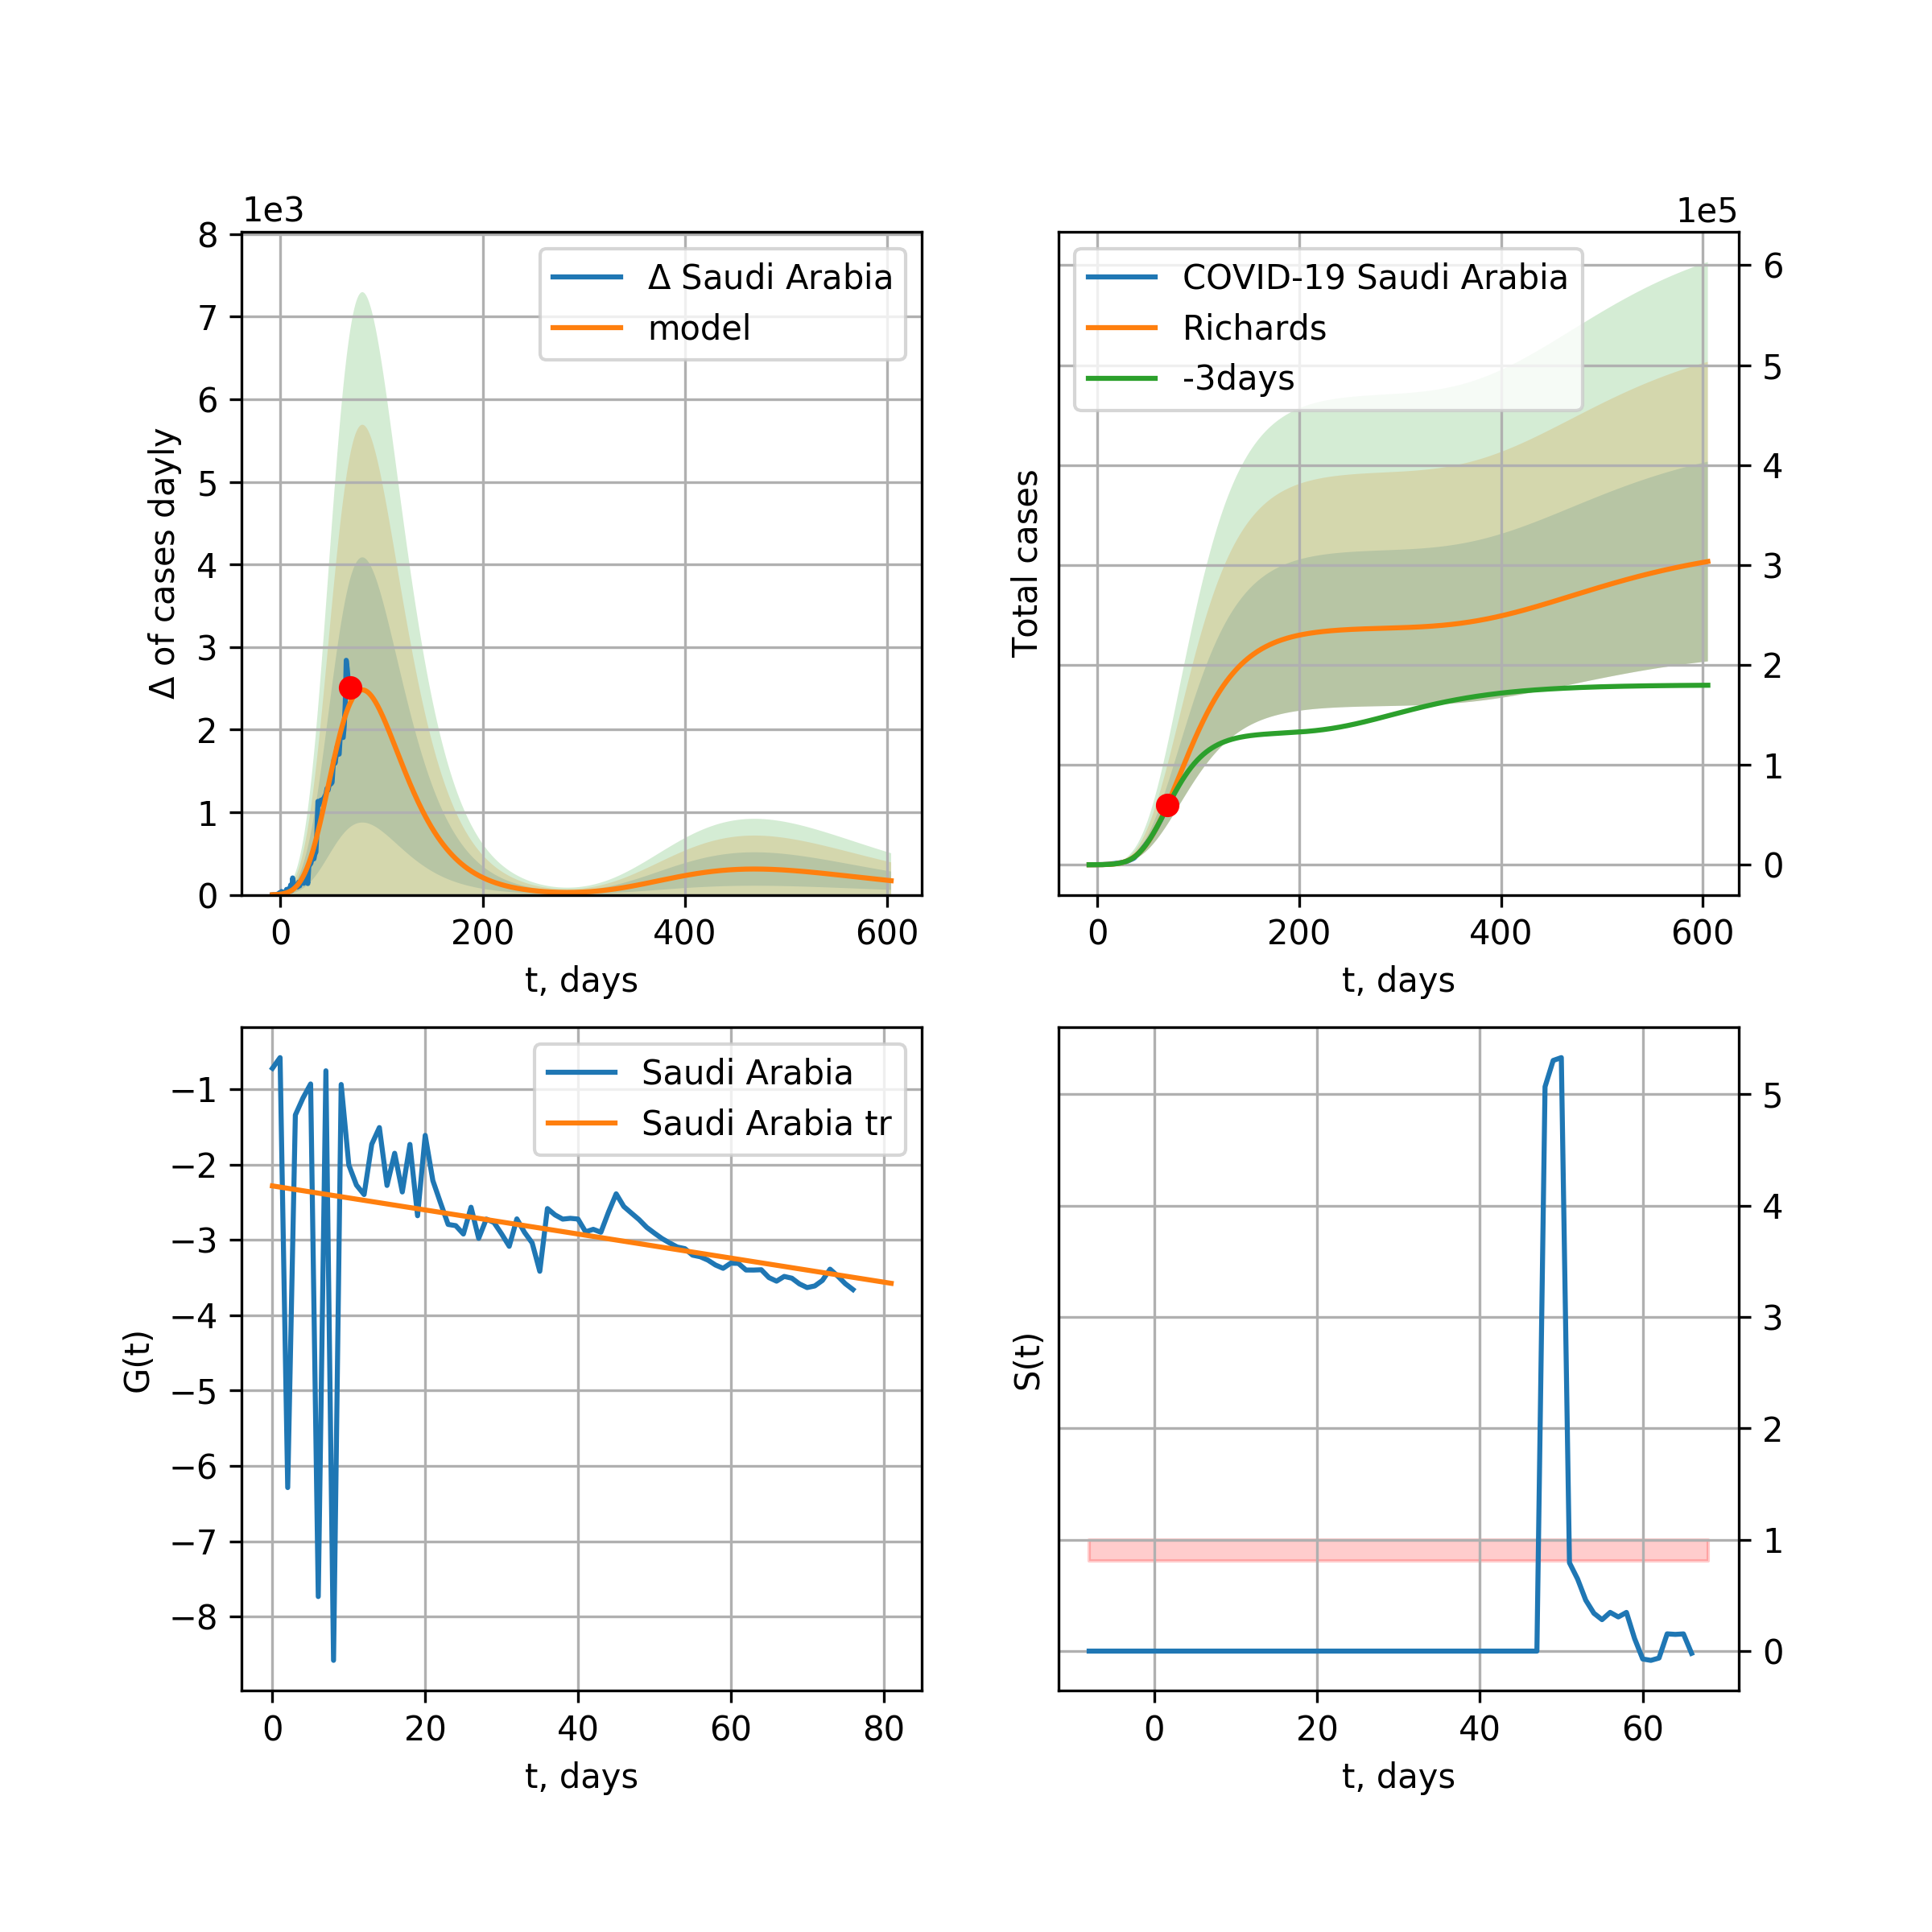 1e3
8
7
6
5
4
3
2
1
0
Δ of cases dayly
Δ Saudi Arabia
model
0 200 400 600
t, days
1e5
6
5
4
3
2
1
0
Total cases
COVID-19 Saudi Arabia
Richards
-3days
0 200 400 600
t, days
−1
−2
−3
−4
−5
−6
−7
−8
G(t)
Saudi Arabia
Saudi Arabia tr
0 20 40 60 80
t, days
5
4
3
2
1
0
S(t)
0 20 40 60
t, days